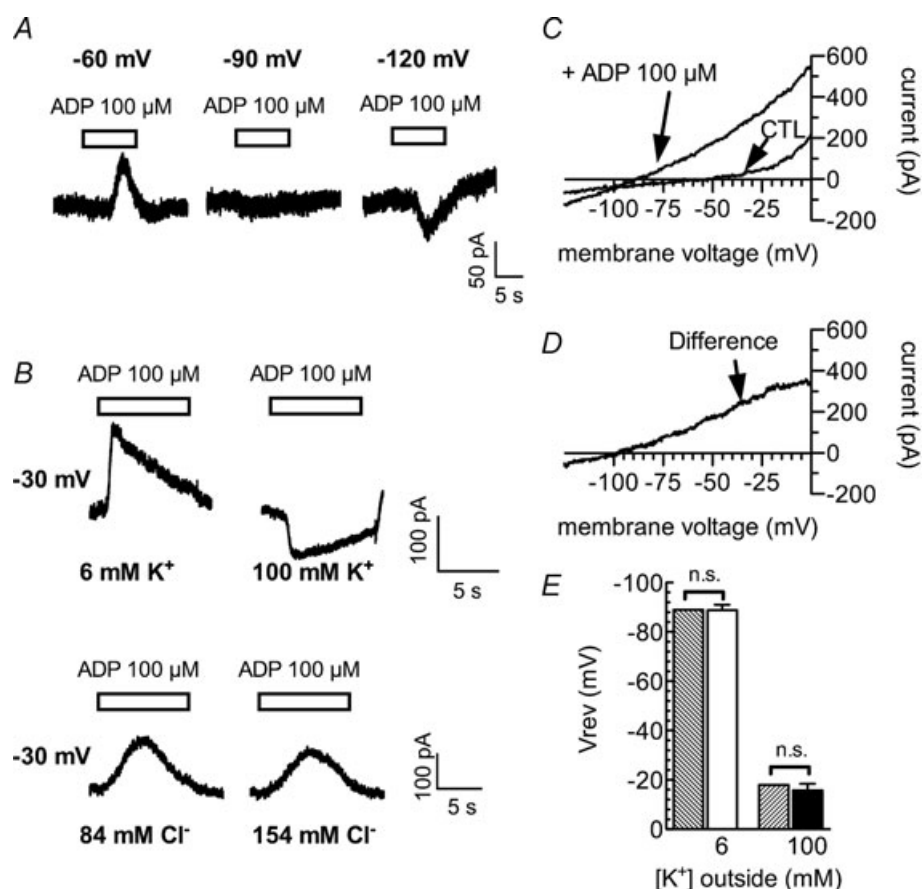 A
-60 mV
-90 mV
-120 mV
ADP 100 µM
ADP 100 µM
ADP 100 µM
50 pA
5 s
B
ADP 100 µM
ADP 100 µM
-30 mV
6 mM K⁺
100 mM K⁺
100 pA
5 s
ADP 100 µM
ADP 100 µM
-30 mV
84 mM Cl⁻
154 mM Cl⁻
100 pA
5 s
C
+ ADP 100 µM
CTL
600
400
200
0
-200
current (pA)
-100
-75
-50
-25
membrane voltage (mV)
D
Difference
600
400
200
0
-200
current (pA)
-100
-75
-50
-25
membrane voltage (mV)
E
n.s.
n.s.
-100
-80
-60
-40
-20
0
Vrev (mV)
6
100
[K⁺] outside (mM)